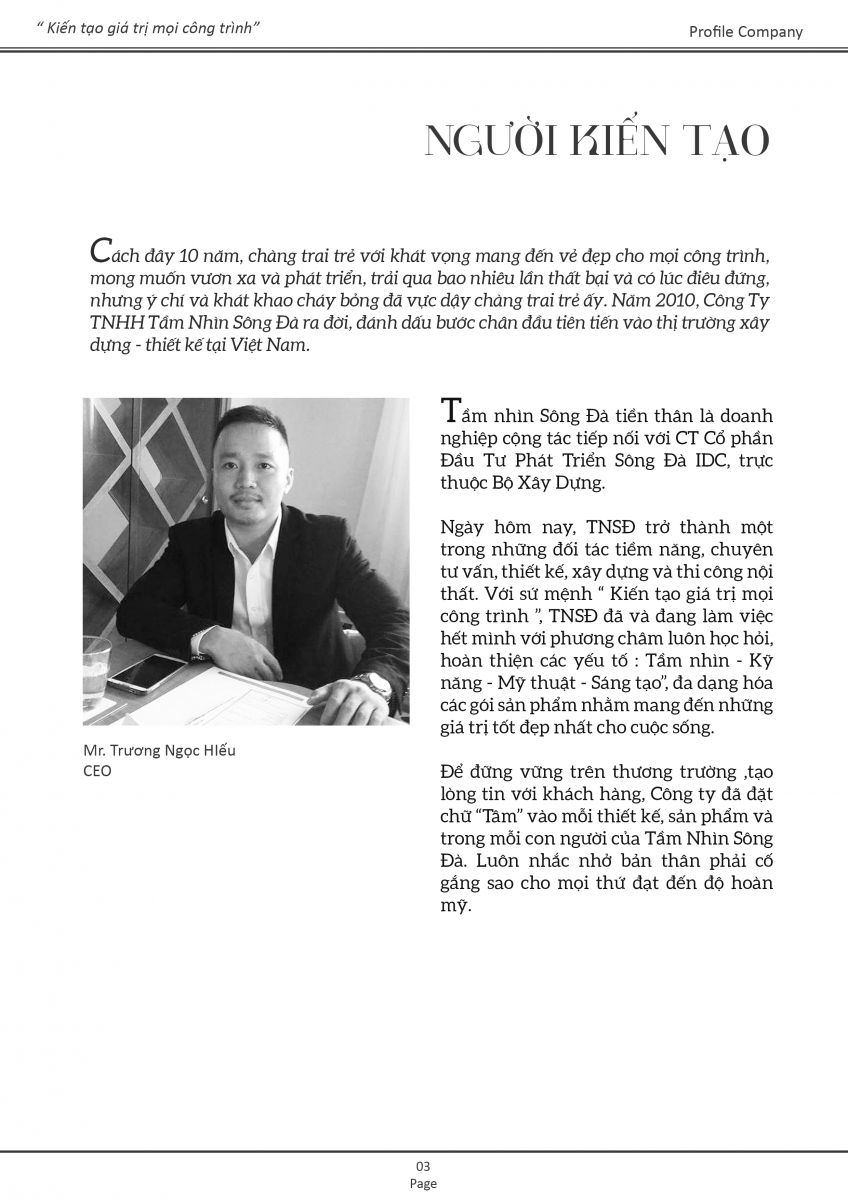 “ Kiến tạo giá trị mọi công trình”
Profile Company
NGƯỜI KIẾN TẠO
Cách đây 10 năm, chàng trai trẻ với khát vọng mang đến vẻ đẹp cho mọi công trình,
mong muốn vươn xa và phát triển, trải qua bao nhiêu lần thất bại và có lúc điêu đứng,
nhưng ý chí và khát khao cháy bỏng đã vực dậy chàng trai trẻ ấy. Năm 2010, Công Ty
TNHH Tầm Nhìn Sông Đà ra đời, đánh dấu bước chân đầu tiên tiến vào thị trường xây
dựng - thiết kế tại Việt Nam.
Tầm nhìn Sông Đà tiền thân là doanh
nghiệp cộng tác tiếp nối với CT Cổ phần
Đầu Tư Phát Triển Sông Đà IDC, trực
thuộc Bộ Xây Dựng.
Ngày hôm nay, TNSĐ trở thành một
trong những đối tác tiềm năng, chuyên
tư vấn, thiết kế, xây dựng và thi công nội
thất. Với sứ mệnh “ Kiến tạo giá trị mọi
công trình ”, TNSĐ đã và đang làm việc
hết mình với phương châm luôn học hỏi,
hoàn thiện các yếu tố : Tầm nhìn - Kỹ
năng - Mỹ thuật - Sáng tạo”, đa dạng hóa
các gói sản phẩm nhằm mang đến những
giá trị tốt đẹp nhất cho cuộc sống.
Để đững vững trên thương trường ,tạo
lòng tin với khách hàng, Công ty đã đặt
chữ “Tâm” vào mỗi thiết kế, sản phẩm và
trong mỗi con người của Tầm Nhìn Sông
Đà. Luôn nhắc nhở bản thân phải cố
gắng sao cho mọi thứ đạt đến độ hoàn
mỹ.
Mr. Trương Ngọc HIếu
CEO
03
Page